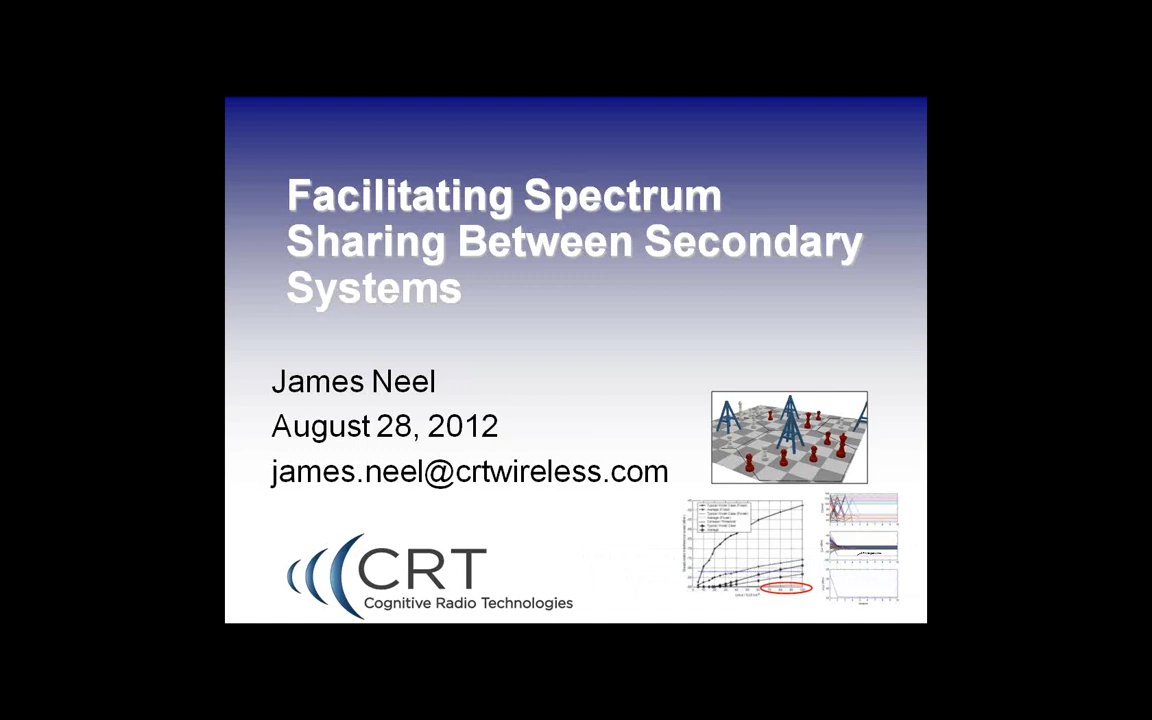 Facilitating Spectrum
Sharing Between Secondary
Systems
James Neel
August 28, 2012
james.neel@crtwireless.com
CRT
Cognitive Radio Technologies